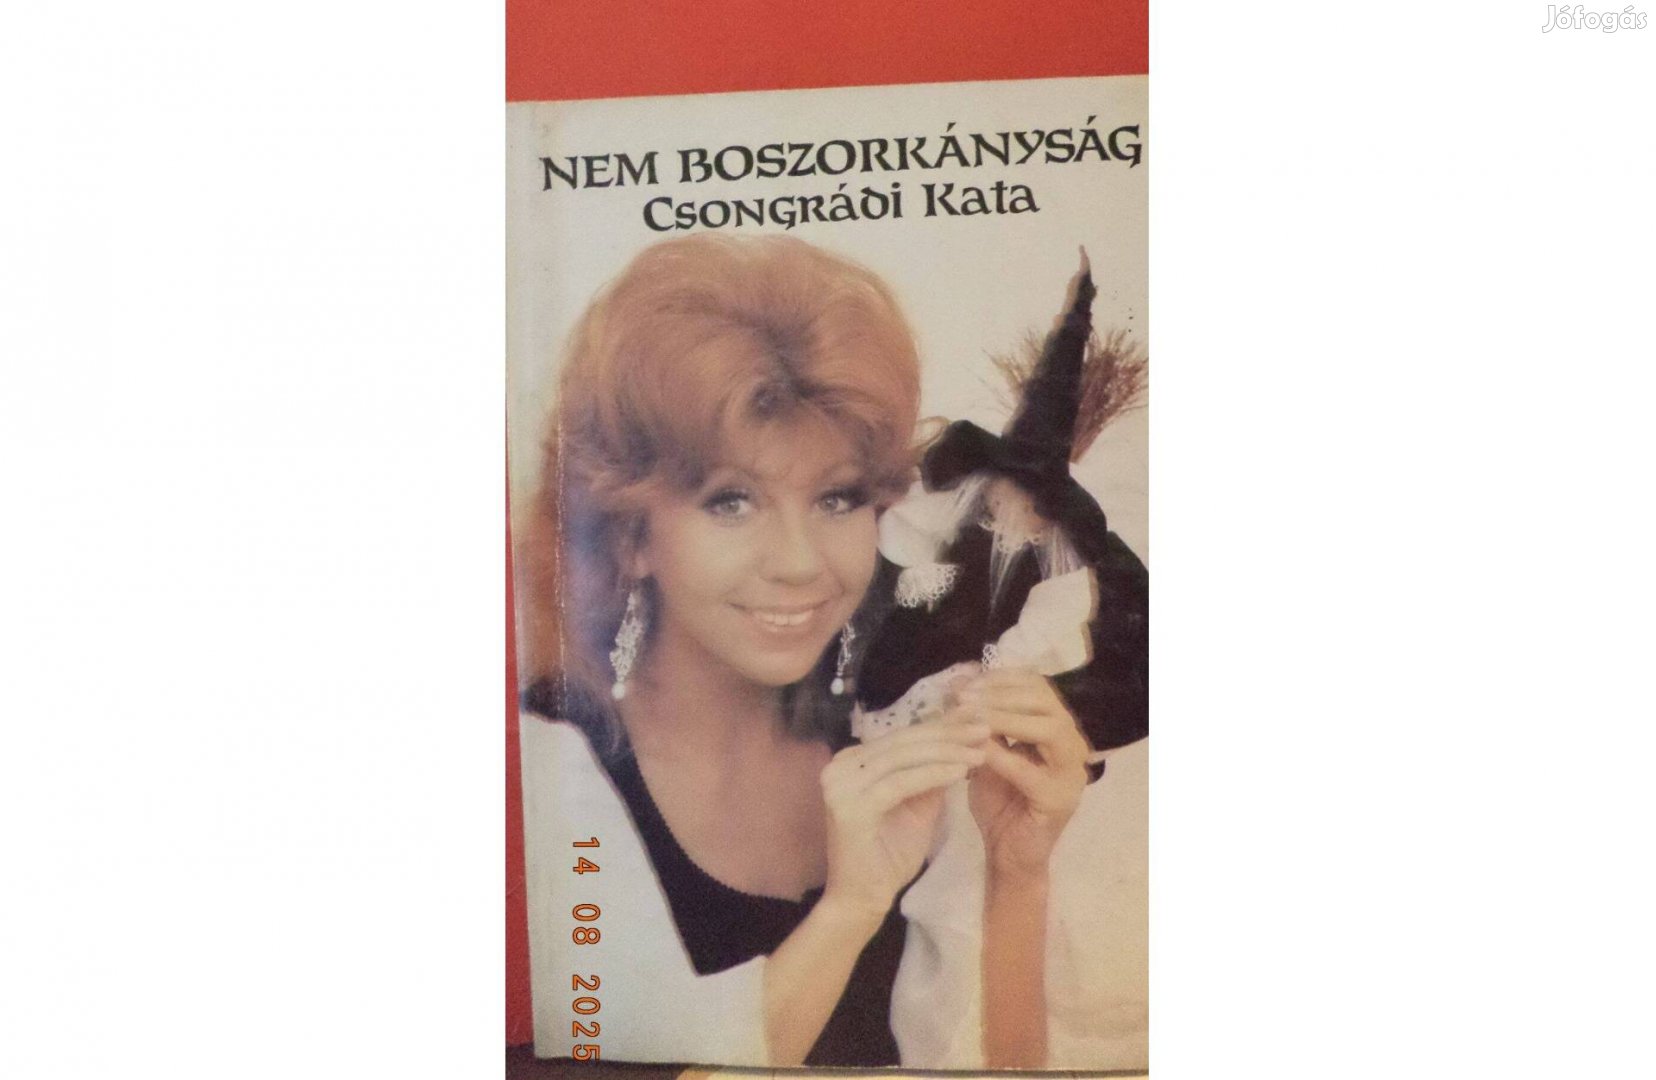 Jófogás
NEM BOSZORKÁNYSÁG
Csongrádi Kata
14 08 2025